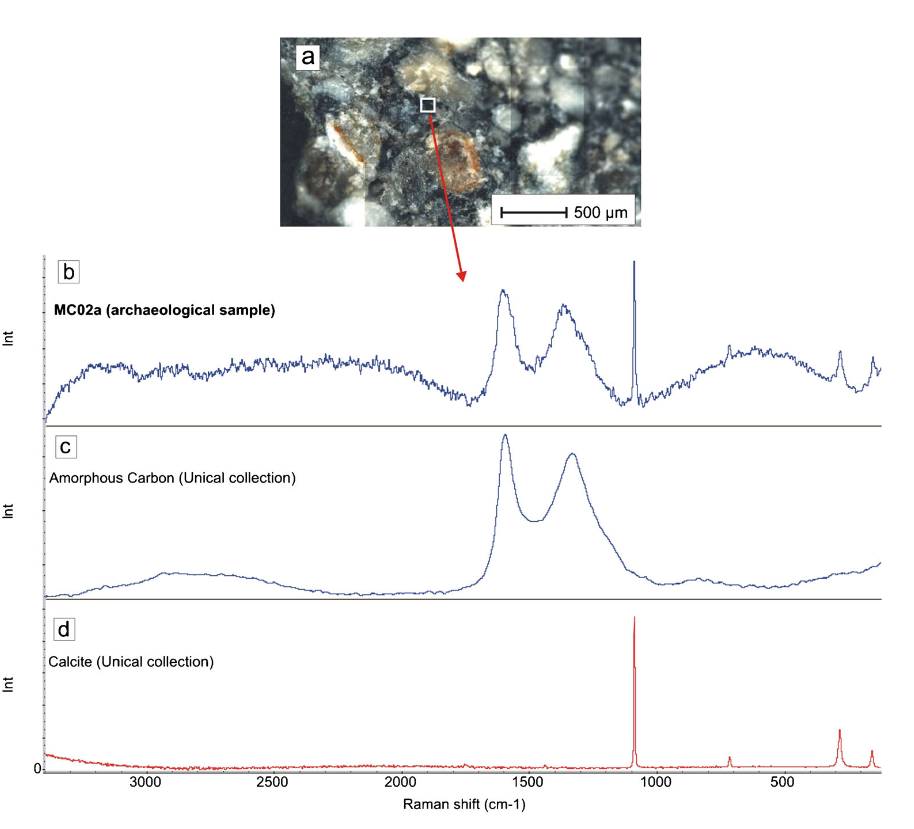 a
500 µm
b
MC02a (archaeological sample)
Int
c
Amorphous Carbon (Unical collection)
Int
d
Calcite (Unical collection)
Int
0
3000 2500 2000 1500 1000 500
Raman shift (cm-1)